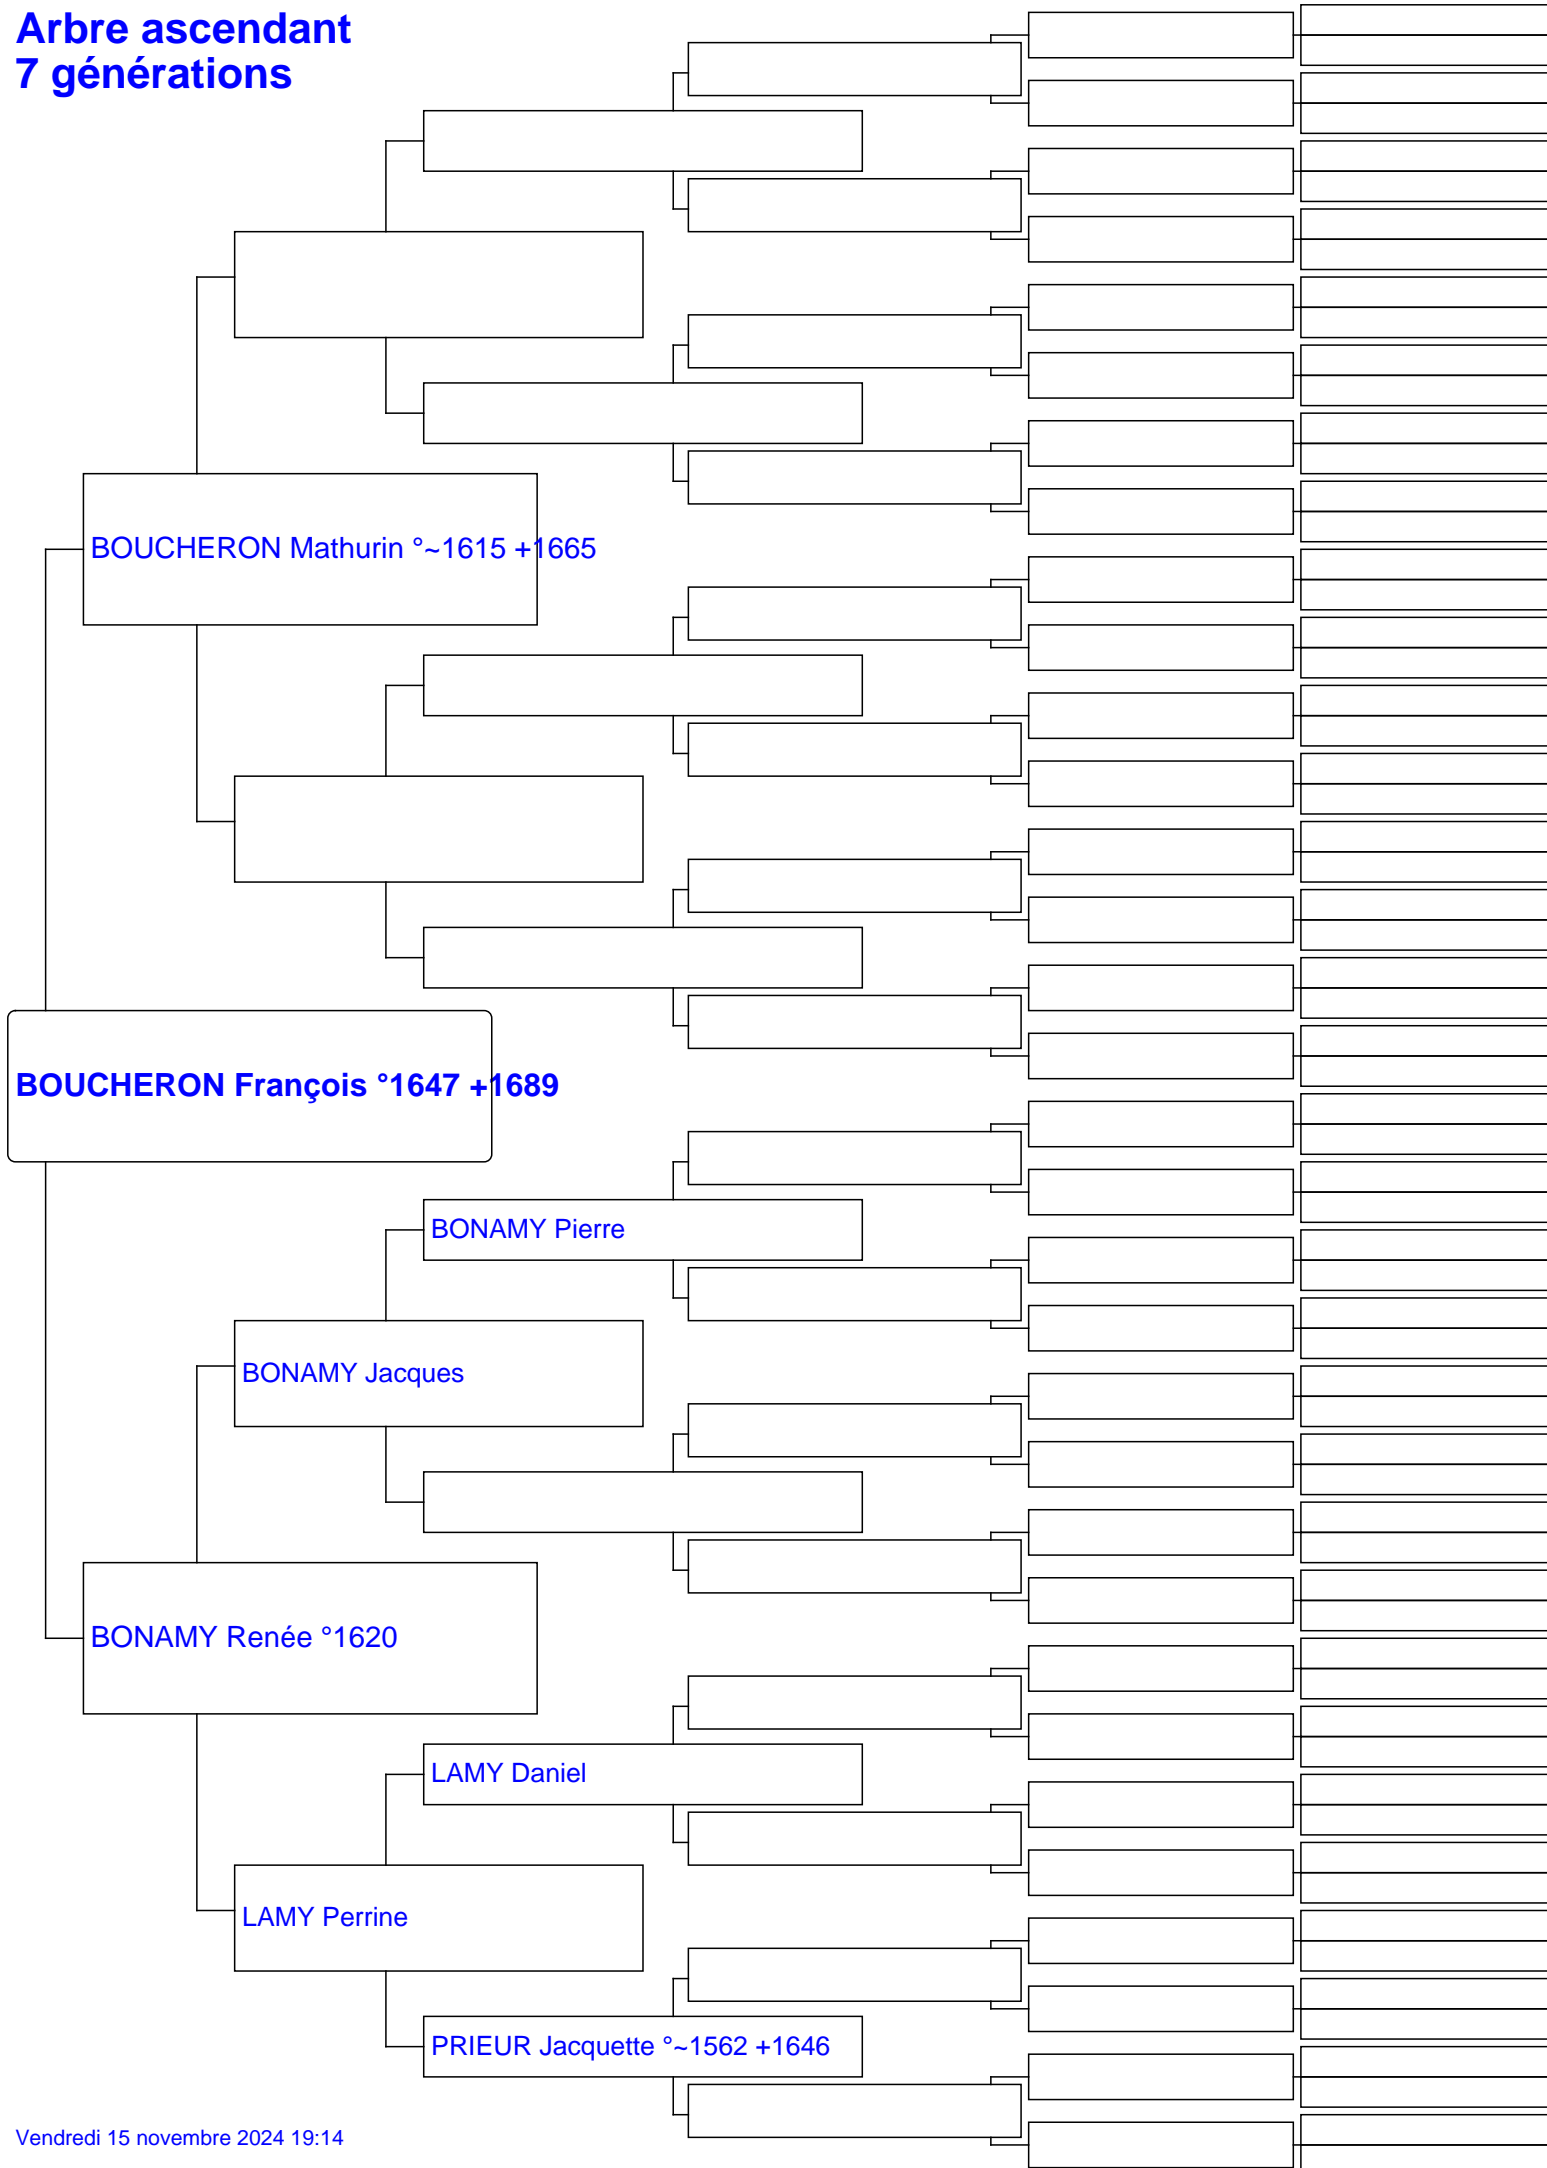 Arbre ascendant
7 générations
BOUCHERON Mathurin °~1615 +1665
BOUCHERON François °1647 +1689
BONAMY Pierre
BONAMY Jacques
BONAMY Renée °1620
LAMY Daniel
LAMY Perrine
PRIEUR Jacquette °~1562 +1646
Vendredi 15 novembre 2024 19:14